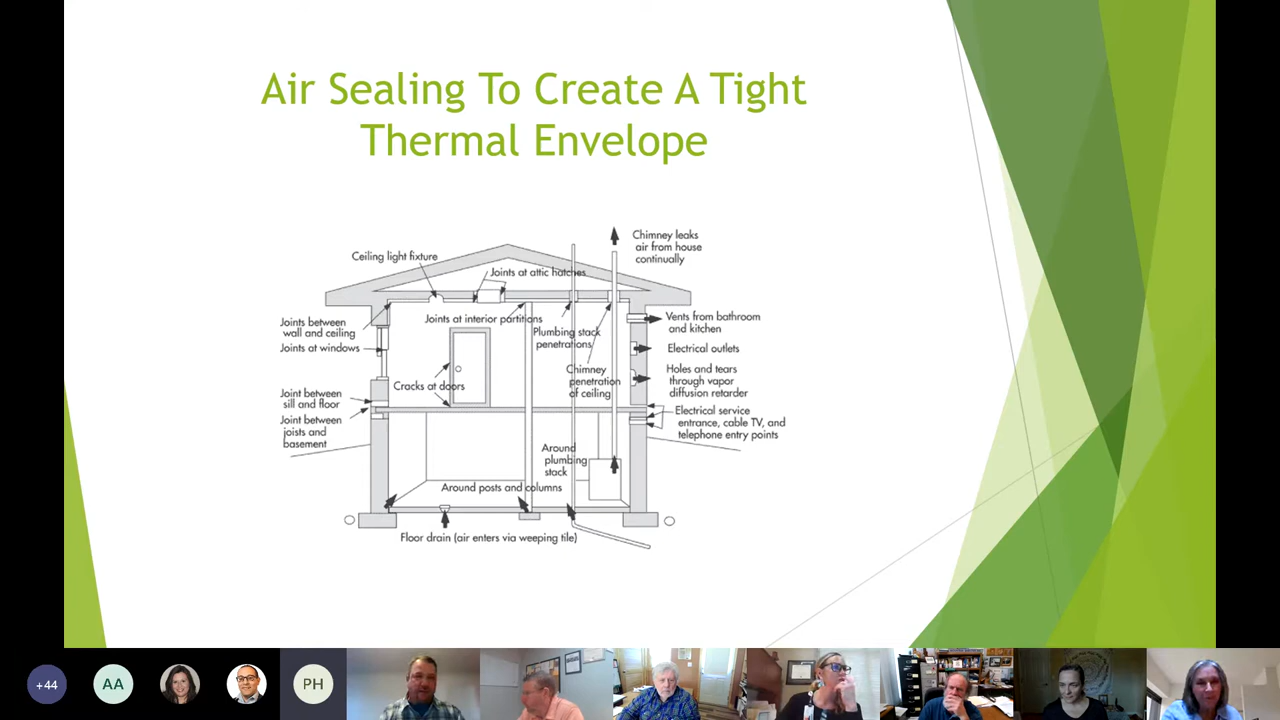 Air Sealing To Create A Tight
Thermal Envelope
Chimney leaks
air from house
continually
Ceiling light fixture
Joints at attic hatches
Joints between
wall and ceiling
Joints at windows
Joints at interior partitions
Plumbing stack
penetrations
Vents from bathroom
and kitchen
Electrical outlets
Chimney
penetration
of ceiling
Holes and tears
through vapor
diffusion retarder
Cracks at doors
Joint between
sill and floor
Joint between
joists and
basement
Electrical service
entrance, cable TV, and
telephone entry points
Around
plumbing
stack
Around posts and columns
Floor drain (air enters via weeping tile)
+44
AA
PH